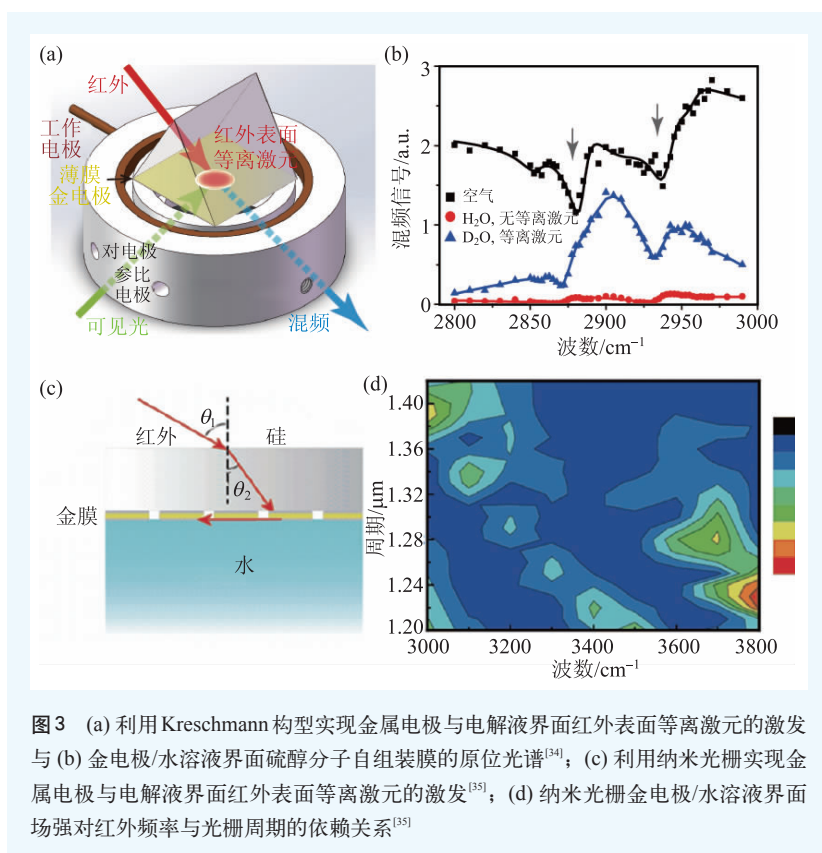 (a)
红外
工作
电极
薄膜
金电极
红外表面
等离激元
对电极
参比
电极
可见光
混频
(b)
3
2
1
0
混频信号/a.u.
空气
H₂O, 无等离激元
D₂O, 等离激元
2800 2850 2900 2950 3000
波数/cm⁻¹
(c)
θ₁
红外
硅
θ₂
金膜
水
(d)
1.40
1.36
1.32
1.28
1.24
1.20
周期/μm
3000 3200 3400 3600 3800
波数/cm⁻¹
图3 (a) 利用Kreschmann构型实现金属电极与电解液界面红外表面等离激元的激发
与 (b) 金电极/水溶液界面硫醇分子自组装膜的原位光谱[34]；(c) 利用纳米光栅实现金
属电极与电解液界面红外表面等离激元的激发[35]；(d) 纳米光栅金电极/水溶液界面
场强对红外频率与光栅周期的依赖关系[35]